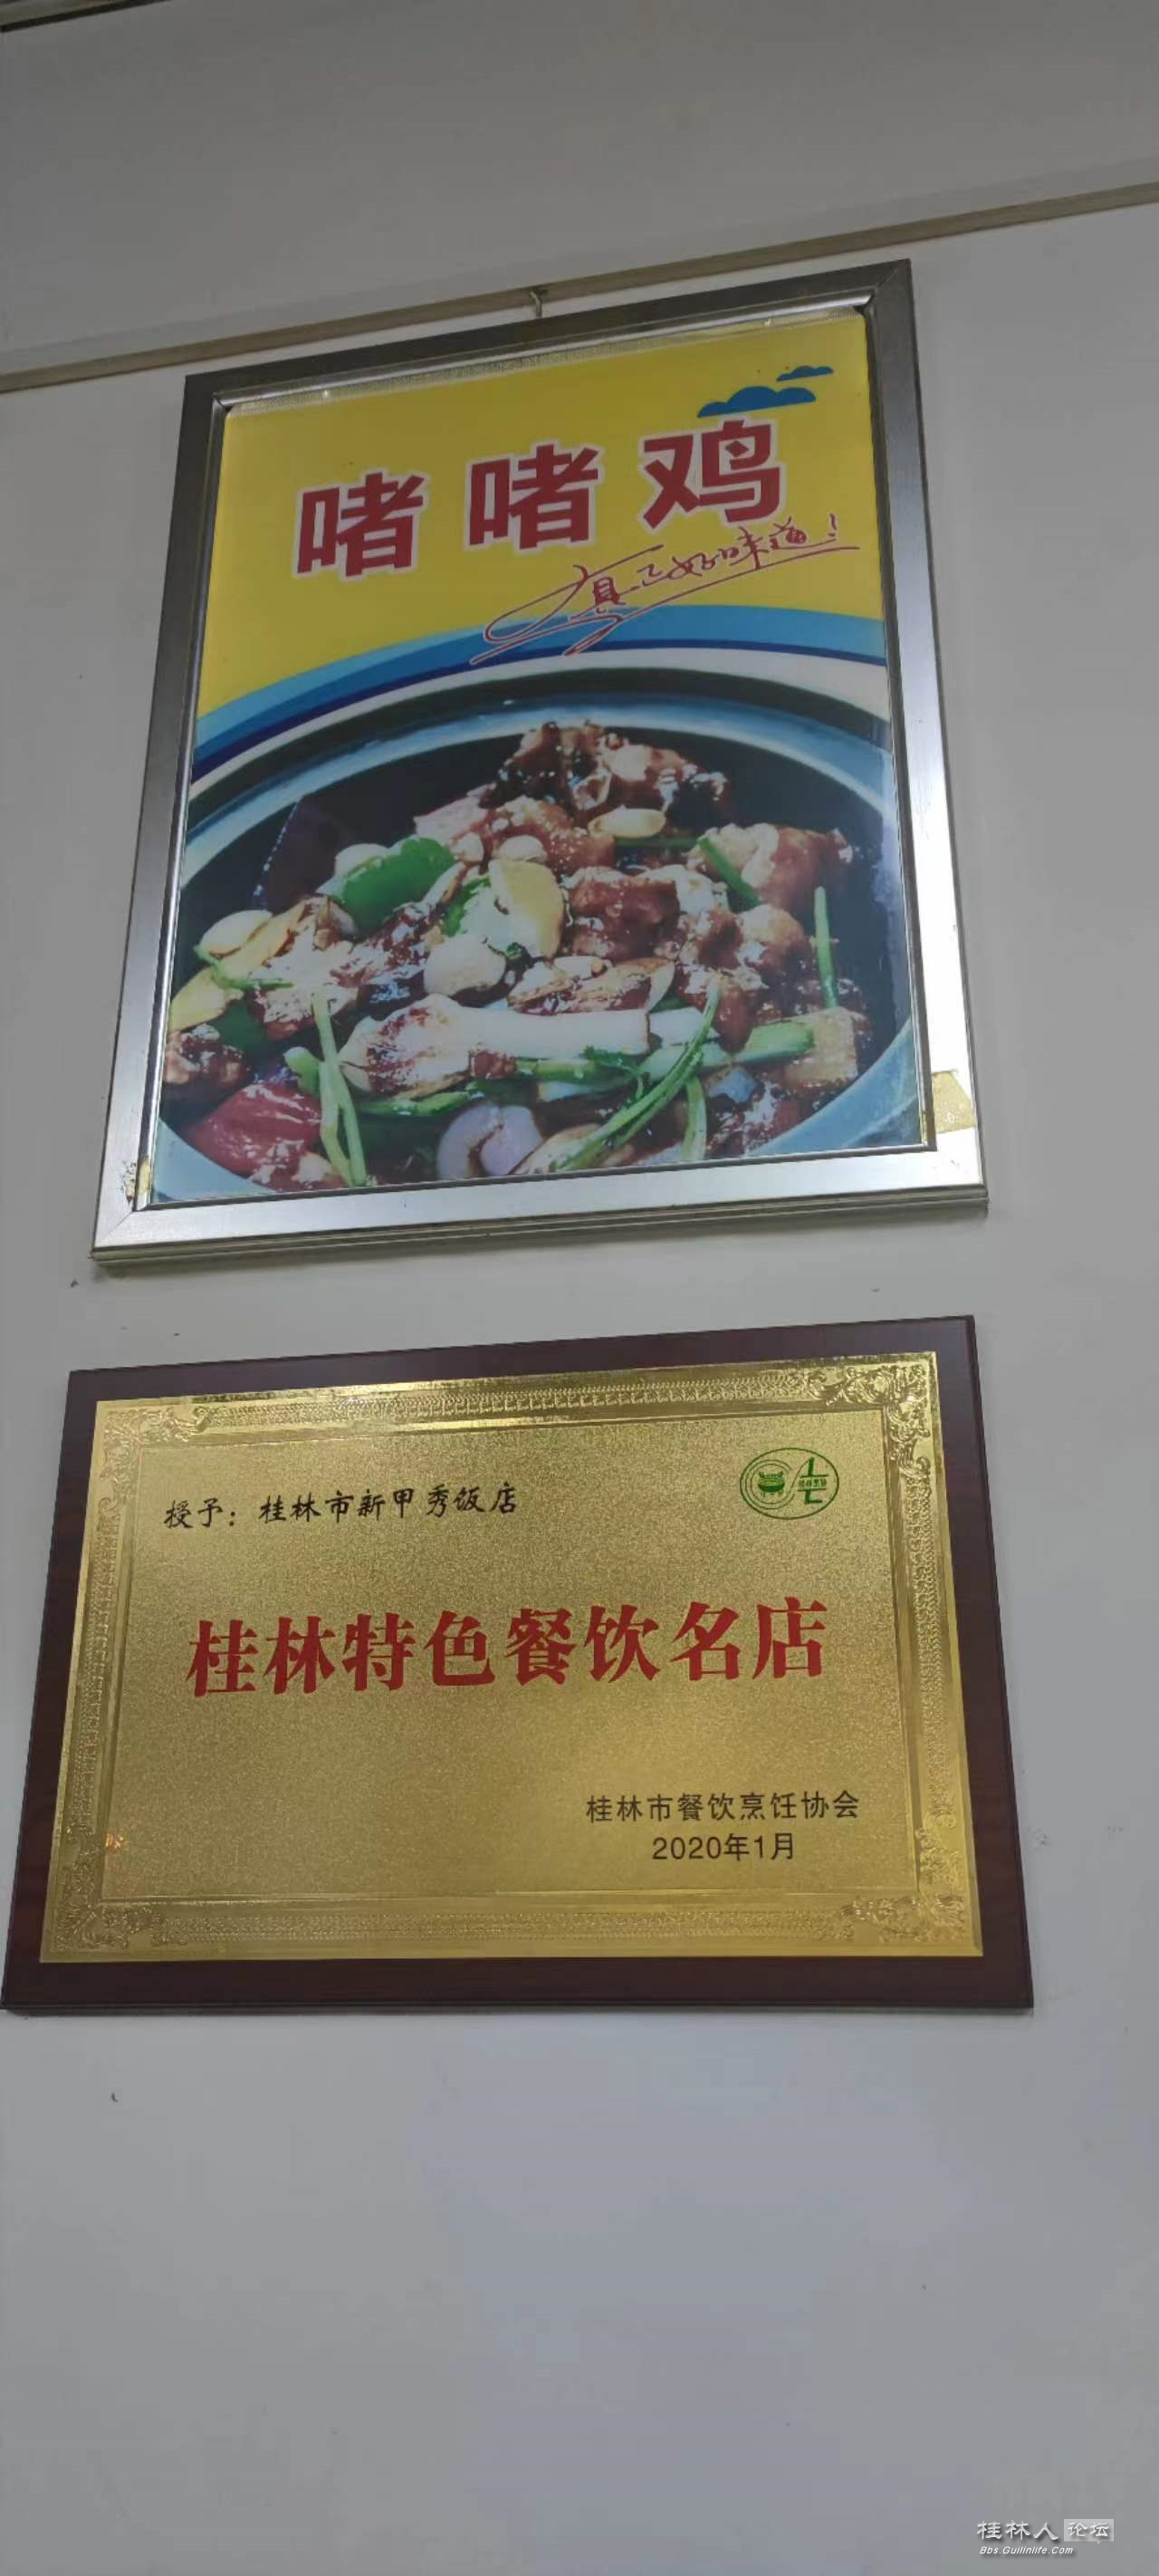 啫啫鸡
真正好味道!
授予：桂林市新甲秀饭店
桂林特色餐饮名店
桂林市餐饮烹饪协会
2020年1月
桂林人论坛
Bbs.Guilinlife.Com